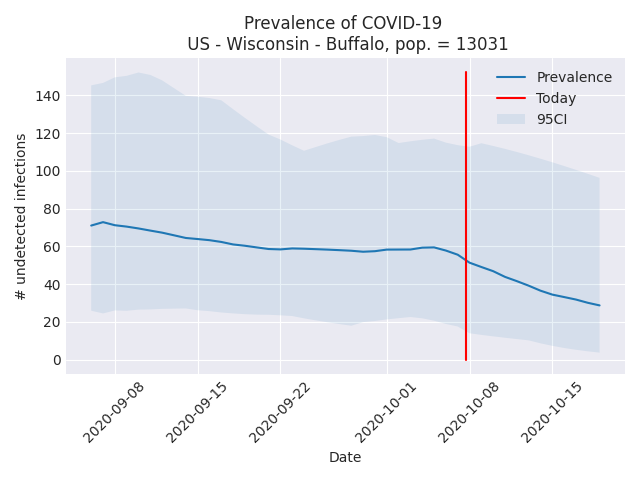 Prevalence of COVID-19
US - Wisconsin - Buffalo, pop. = 13031
Prevalence
Today
95CI
# undetected infections
140
120
100
80
60
40
20
0
2020-09-08
2020-09-15
2020-09-22
2020-10-01
2020-10-08
2020-10-15
Date